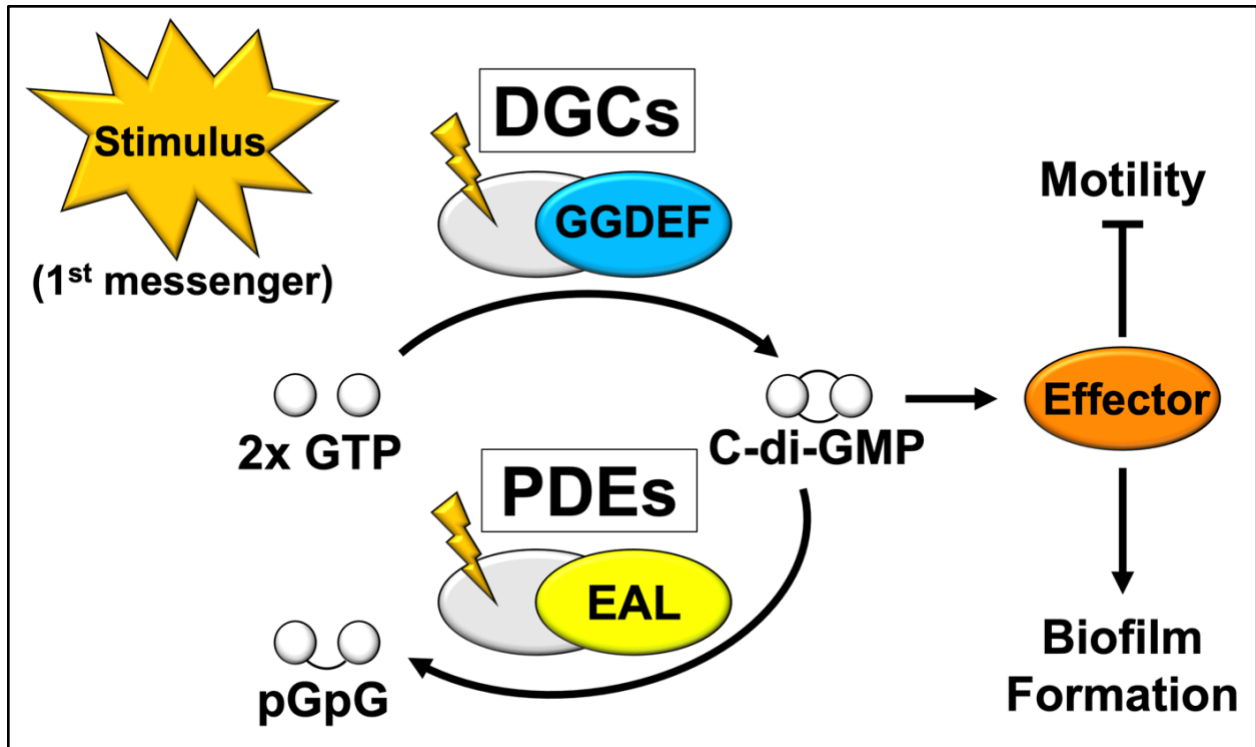 Stimulus
(1st messenger)
DGCs
GGDEF
2x GTP
C-di-GMP
PDEs
EAL
pGpG
Motility
Effector
Biofilm
Formation